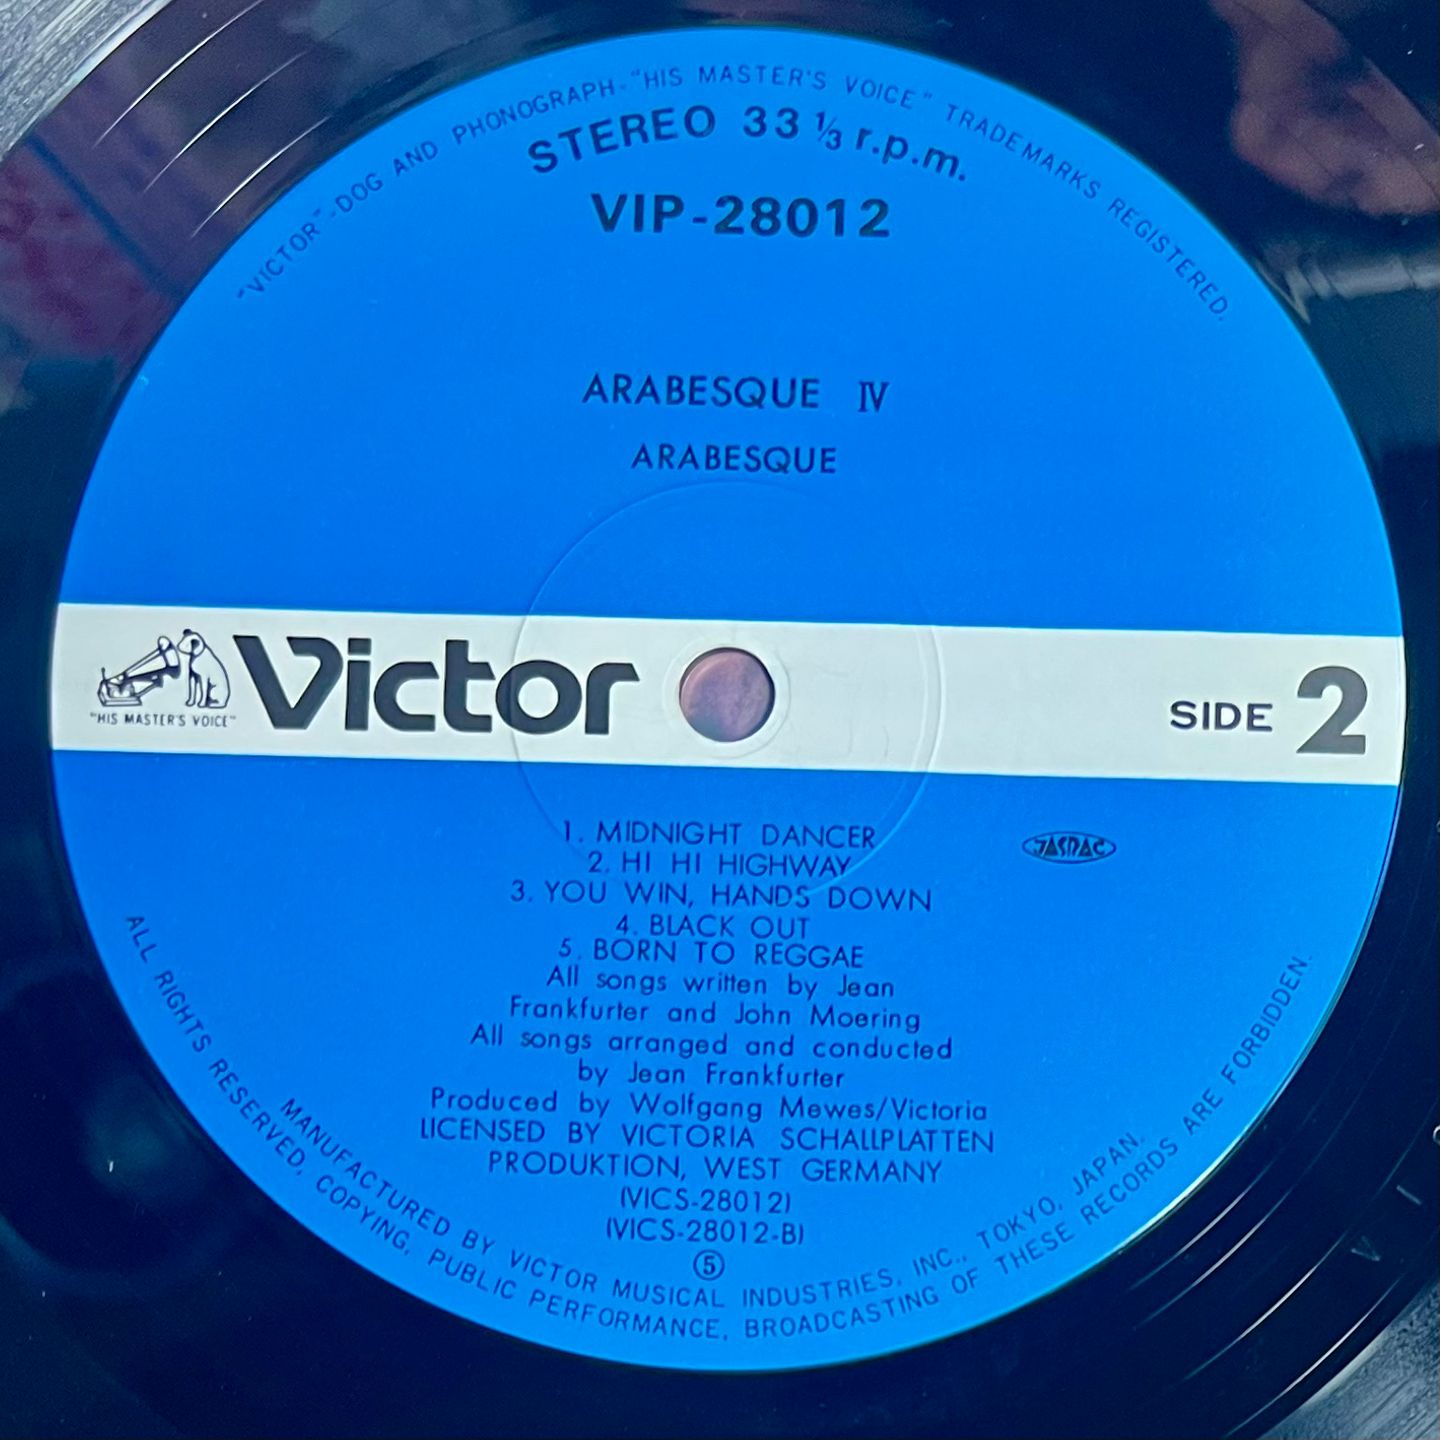 "VICTOR"-DOG AND PHONOGRAPH-"HIS MASTER'S VOICE" TRADEMARKS REGISTERED.
STEREO 33 ⅓ r.p.m.
VIP-28012
ARABESQUE IV
ARABESQUE
"HIS MASTER'S VOICE"
Victor
SIDE 2
1. MIDNIGHT DANCER
JASRAC
2. HI HI HIGHWAY
3. YOU WIN, HANDS DOWN
4. BLACK OUT
5. BORN TO REGGAE
All songs written by Jean
Frankfurter and John Moering
All songs arranged and conducted
by Jean Frankfurter
Produced by Wolfgang Mewes/Victoria
LICENSED BY VICTORIA SCHALLPLATTEN
PRODUKTION, WEST GERMANY
(VICS-28012)
(VICS-28012-B)
⑤
MANUFACTURED BY VICTOR MUSICAL INDUSTRIES, INC., TOKYO, JAPAN.
ALL RIGHTS RESERVED, COPYING, PUBLIC PERFORMANCE, BROADCASTING OF THESE RECORDS ARE FORBIDDEN.